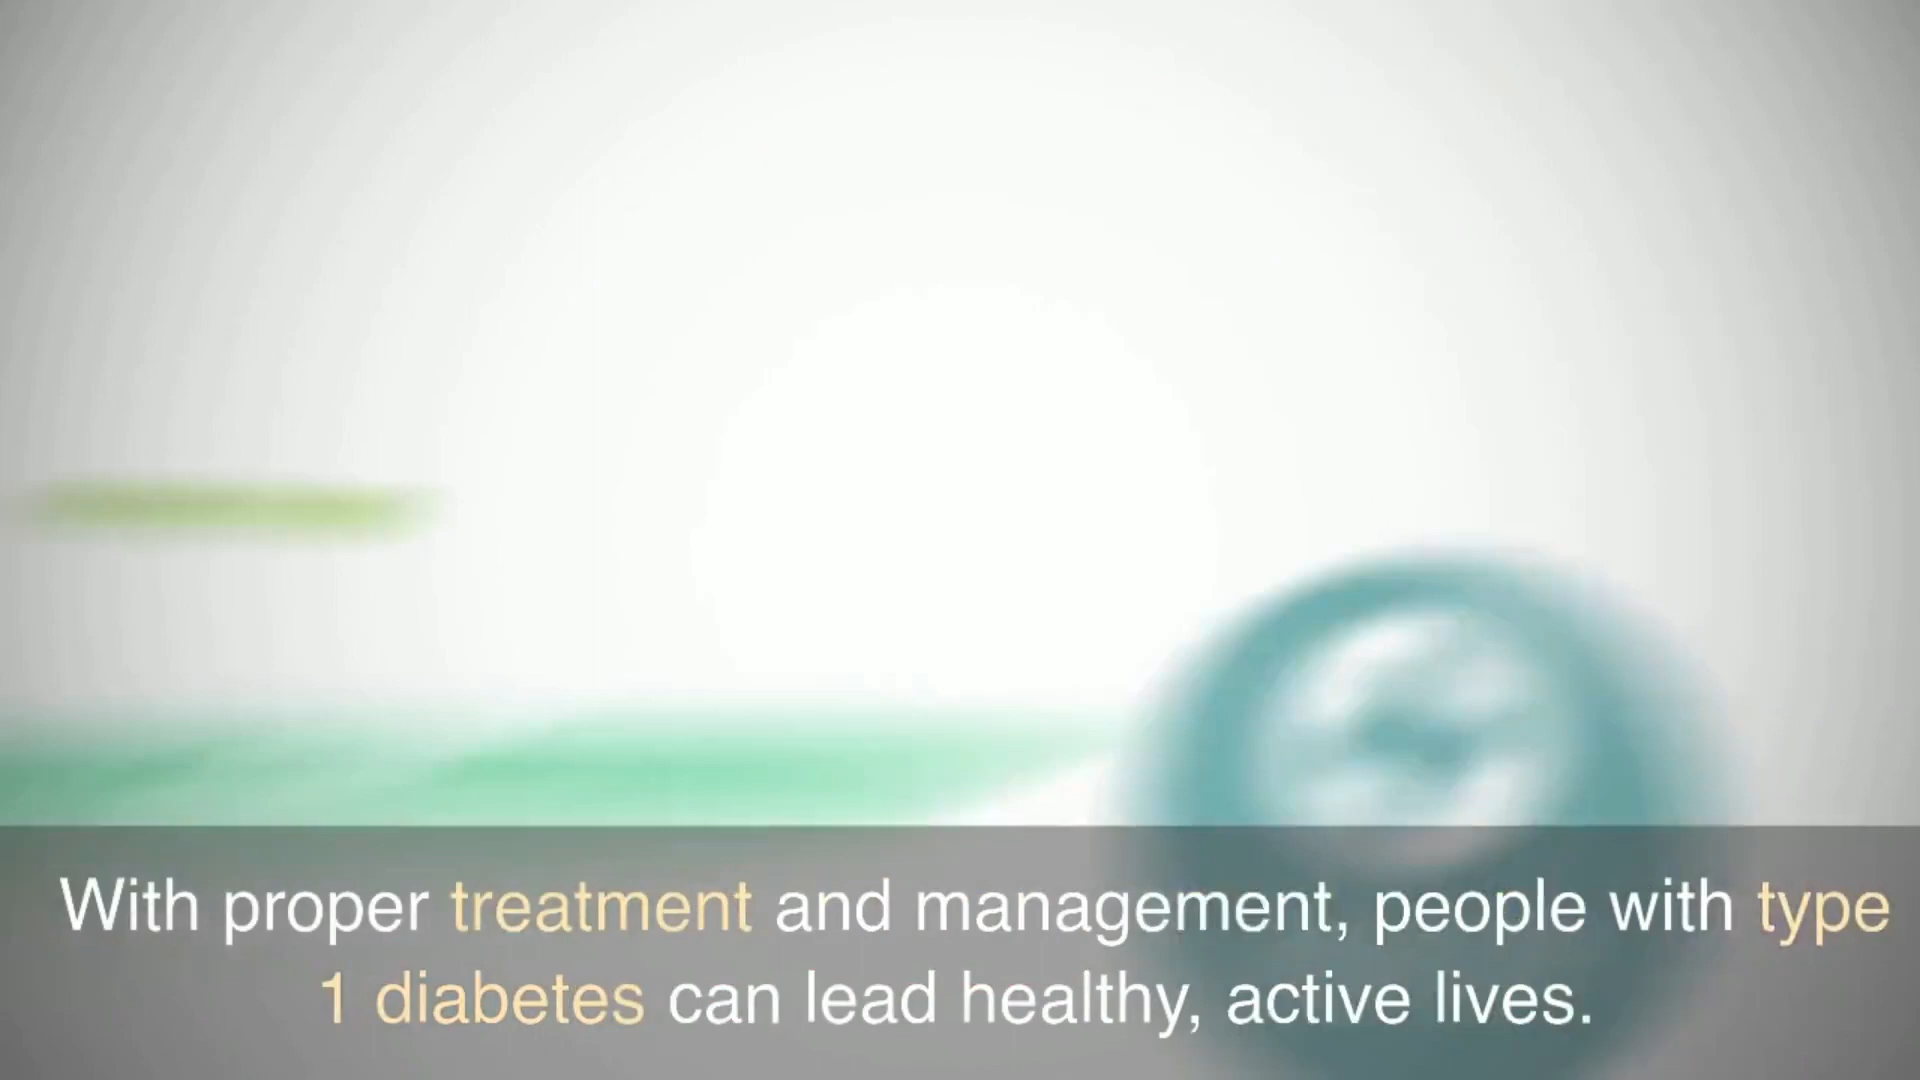 With proper treatment and management, people with type
1 diabetes can lead healthy, active lives.